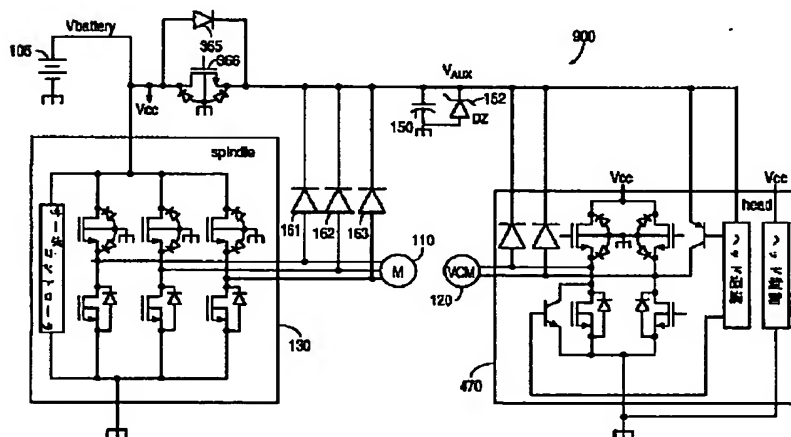 Vbattery
105
365
366
900
VAUX
Vcc
150
152
DZ
spindle
161
162
163
110
M
VCM
120
130
Vcc
Vcc
head
470